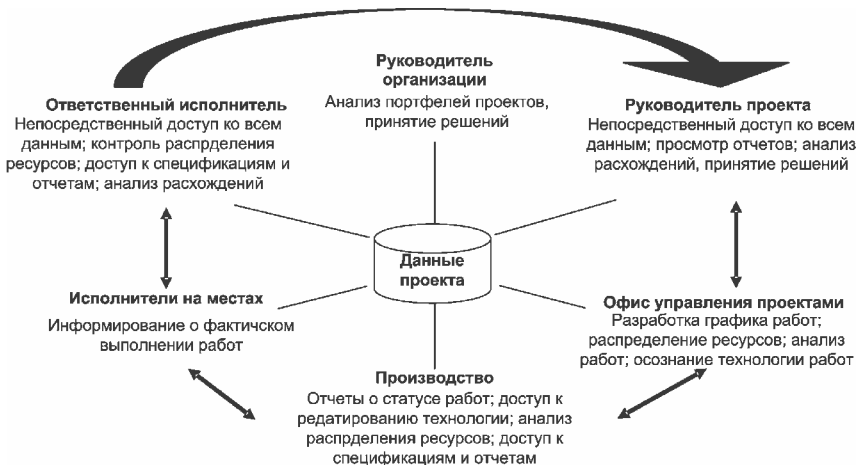 Руководитель
организации
Анализ портфелей проектов,
принятие решений
Ответственный исполнитель
Непосредственный доступ ко всем
данным; контроль распрделения
ресурсов; доступ к спецификациям и
отчетам; анализ расхождений
Руководитель проекта
Непосредственный доступ ко всем
данным; просмотр отчетов; анализ
расхождений, принятие решений
Данные
проекта
Исполнители на местах
Информирование о фактичском
выполнении работ
Офис управления проектами
Разработка графика работ;
распределение ресурсов; анализ
работ; осознание технологии работ
Производство
Отчеты о статусе работ; доступ к
редатированию технологии; анализ
распрделения ресурсов; доступ к
спецификациям и отчетам